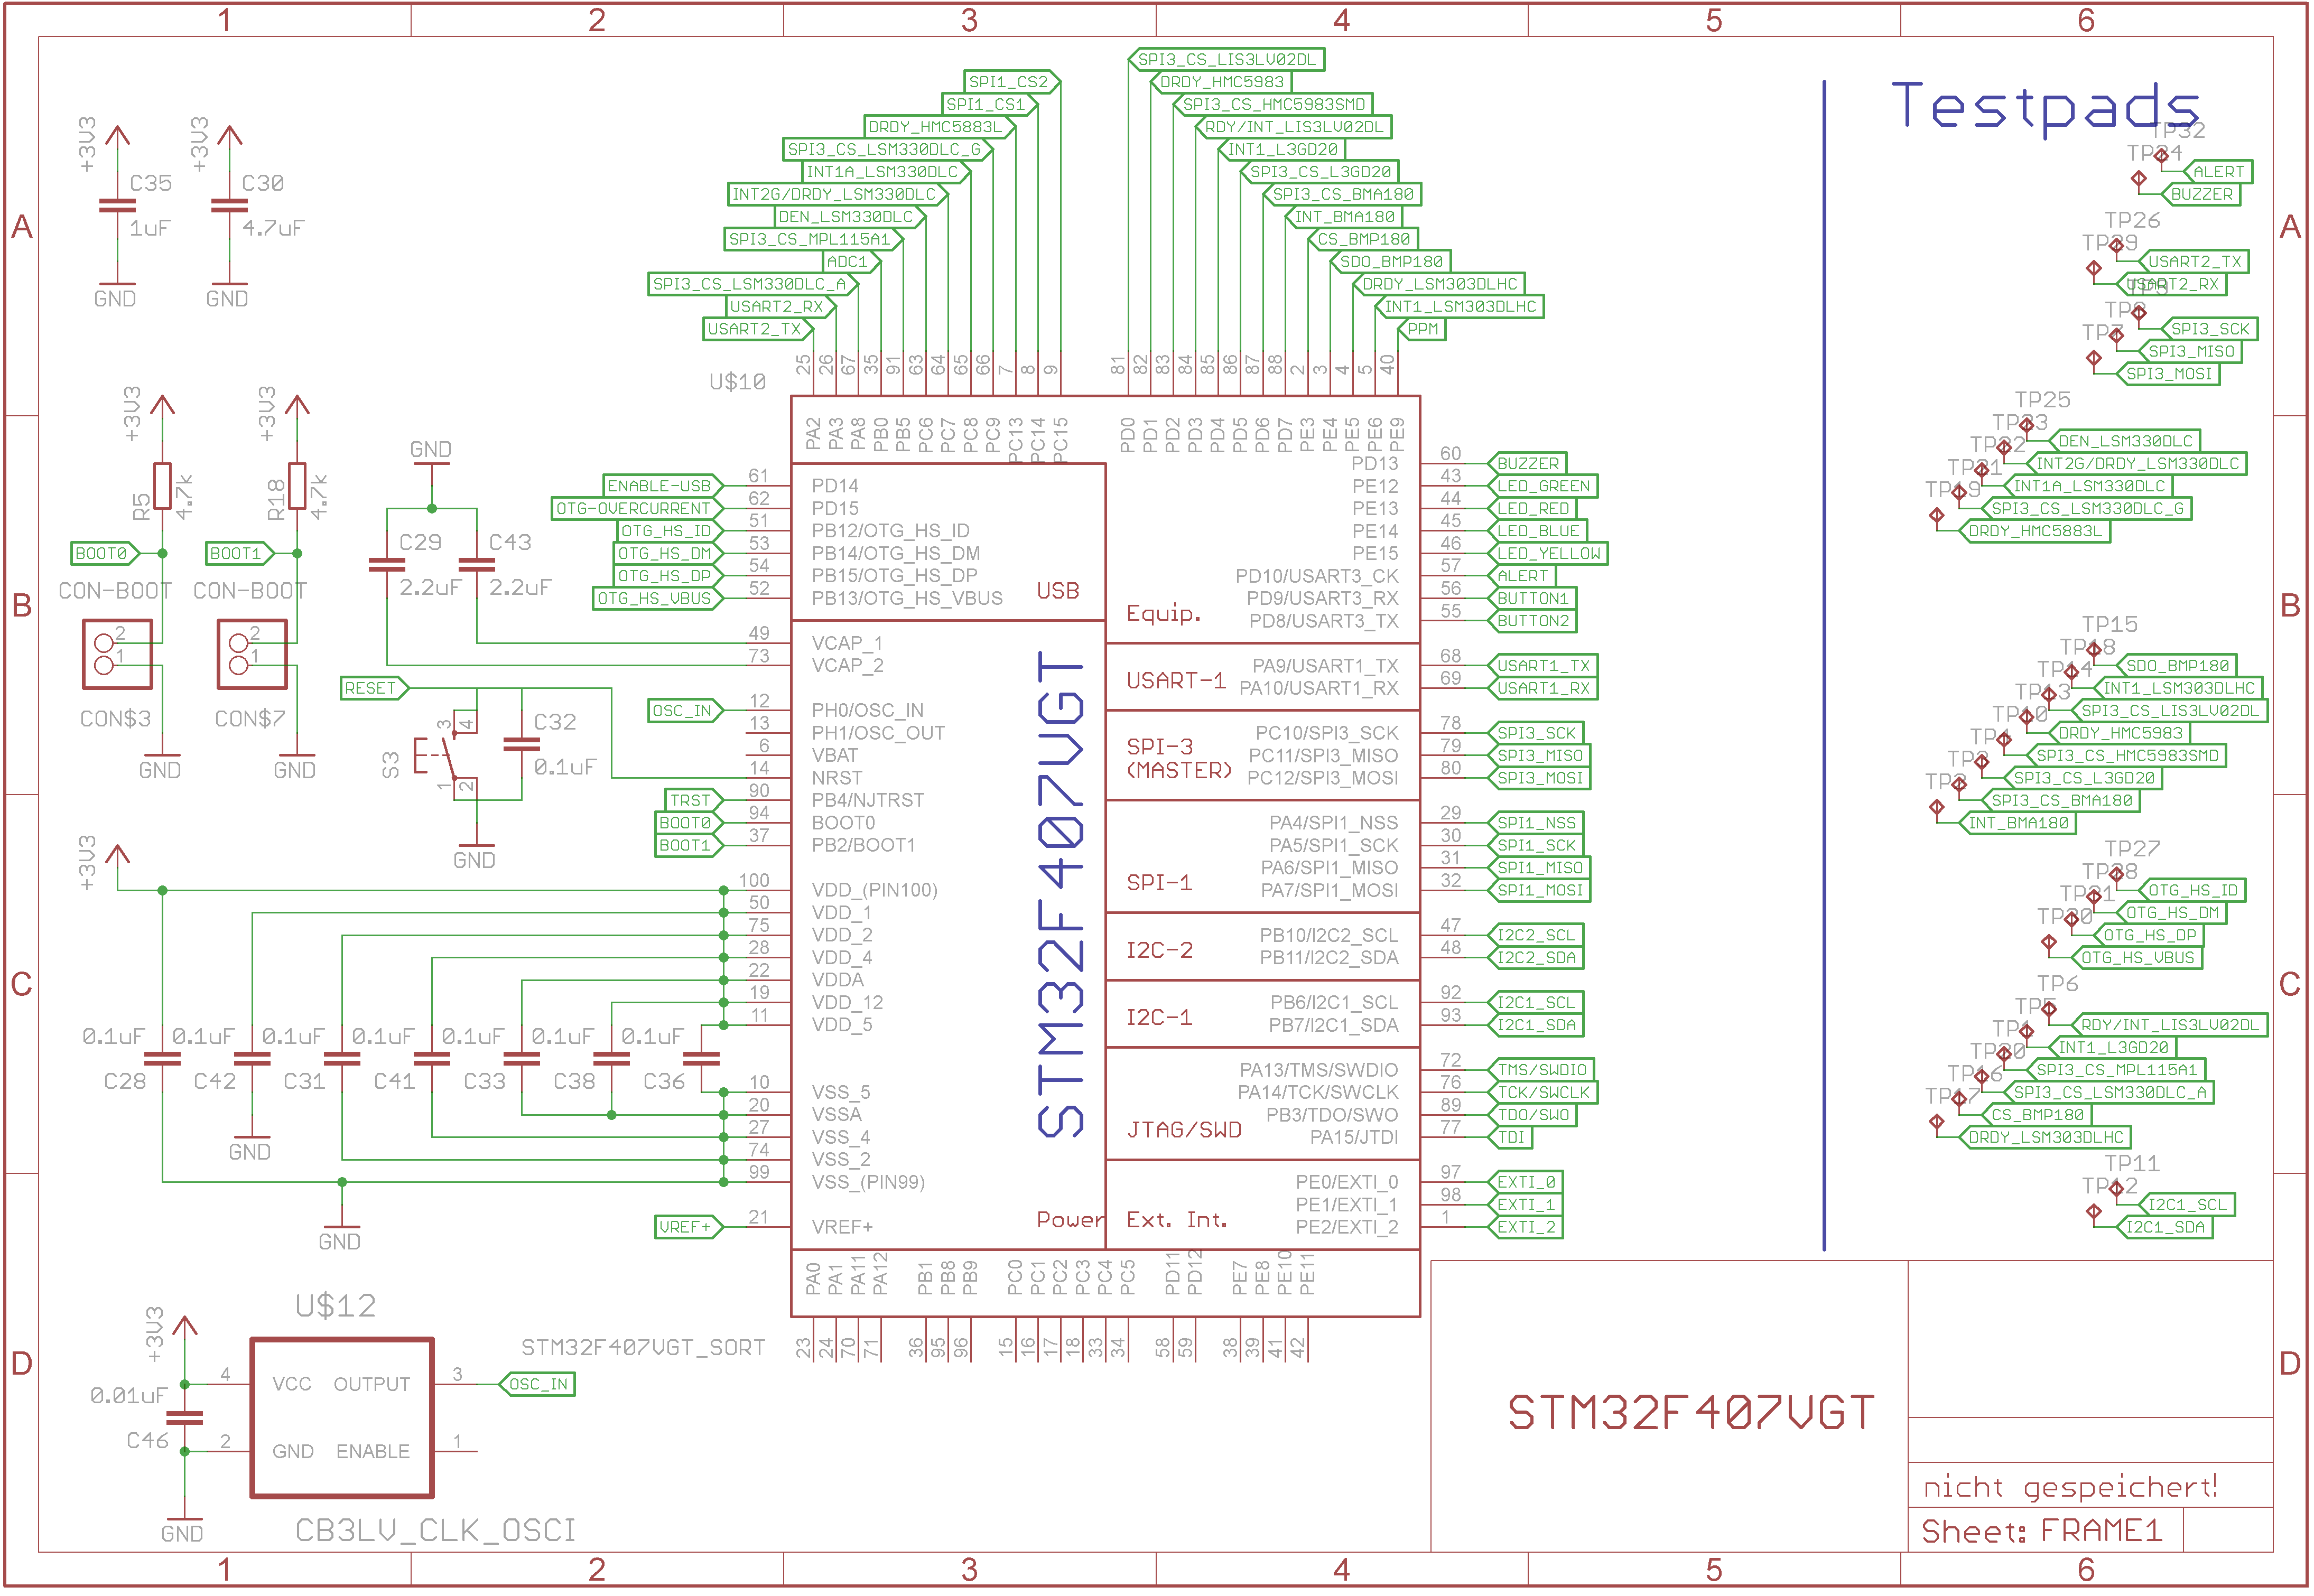 1 2 3 4 5 6
A
B
C
D
A
B
C
D
+3V3
C35
1uF
GND
+3V3
C30
4.7uF
GND
+3V3
R5
4.7k
BOOT0
CON-BOOT
2
1
CON$3
GND
+3V3
R18
4.7k
BOOT1
CON-BOOT
2
1
CON$7
GND
GND
C29
2.2uF
C43
2.2uF
RESET
S3
3
4
1
2
C32
0.1uF
GND
+3V3
0.1uF
C28
0.1uF
C42
0.1uF
C31
0.1uF
C41
0.1uF
C33
0.1uF
C38
0.1uF
C36
GND
GND
U$12
+3V3
0.01uF
C46
GND
4 VCC
2 GND
OUTPUT 3
ENABLE 1
OSC_IN
CB3LV_CLK_OSCI
SPI1_CS2
SPI1_CS1
DRDY_HMC5883L
SPI3_CS_LSM330DLC_G
INT1A_LSM330DLC
INT2G/DRDY_LSM330DLC
DEN_LSM330DLC
SPI3_CS_MPL115A1
ADC1
SPI3_CS_LSM330DLC_A
USART2_RX
USART2_TX
SPI3_CS_LIS3LV02DL
DRDY_HMC5983
SPI3_CS_HMC5983SMD
RDY/INT_LIS3LV02DL
INT1_L3GD20
SPI3_CS_L3GD20
SPI3_CS_BMA180
INT_BMA180
CS_BMP180
SDO_BMP180
DRDY_LSM303DLHC
INT1_LSM303DLHC
PPM
U$10
25 26 67 35 91 63 64 65 66 7 8 9
81 82 83 84 85 86 87 88 2 3 4 5 40
PA2 PA3 PA8 PB0 PB5 PC6 PC7 PC8 PC9 PC13 PC14 PC15
PD0 PD1 PD2 PD3 PD4 PD5 PD6 PD7 PE3 PE4 PE5 PE6 PE9
ENABLE-USB 61 PD14
OTG-OVERCURRENT 62 PD15
OTG_HS_ID 51 PB12/OTG_HS_ID
OTG_HS_DM 53 PB14/OTG_HS_DM
OTG_HS_DP 54 PB15/OTG_HS_DP
OTG_HS_VBUS 52 PB13/OTG_HS_VBUS
USB
49 VCAP_1
73 VCAP_2
OSC_IN 12 PH0/OSC_IN
13 PH1/OSC_OUT
6 VBAT
14 NRST
TRST 90 PB4/NJTRST
BOOT0 94 BOOT0
BOOT1 37 PB2/BOOT1
100 VDD_(PIN100)
50 VDD_1
75 VDD_2
28 VDD_4
22 VDDA
19 VDD_12
11 VDD_5
10 VSS_5
20 VSSA
27 VSS_4
74 VSS_2
99 VSS_(PIN99)
VREF+ 21 VREF+
Power
STM32F407VGT
PD13 60 BUZZER
PE12 43 LED_GREEN
PE13 44 LED_RED
PE14 45 LED_BLUE
PE15 46 LED_YELLOW
PD10/USART3_CK 57 ALERT
PD9/USART3_RX 56 BUTTON1
PD8/USART3_TX 55 BUTTON2
Equip.
PA9/USART1_TX 68 USART1_TX
PA10/USART1_RX 69 USART1_RX
USART-1
PC10/SPI3_SCK 78 SPI3_SCK
PC11/SPI3_MISO 79 SPI3_MISO
PC12/SPI3_MOSI 80 SPI3_MOSI
SPI-3
(MASTER)
PA4/SPI1_NSS 29 SPI1_NSS
PA5/SPI1_SCK 30 SPI1_SCK
PA6/SPI1_MISO 31 SPI1_MISO
PA7/SPI1_MOSI 32 SPI1_MOSI
SPI-1
PB10/I2C2_SCL 47 I2C2_SCL
PB11/I2C2_SDA 48 I2C2_SDA
I2C-2
PB6/I2C1_SCL 92 I2C1_SCL
PB7/I2C1_SDA 93 I2C1_SDA
I2C-1
PA13/TMS/SWDIO 72 TMS/SWDIO
PA14/TCK/SWCLK 76 TCK/SWCLK
PB3/TDO/SWO 89 TDO/SWO
PA15/JTDI 77 TDI
JTAG/SWD
PE0/EXTI_0 97 EXTI_0
PE1/EXTI_1 98 EXTI_1
PE2/EXTI_2 1 EXTI_2
Ext. Int.
PA0 PA1 PA11 PA12 PB1 PB8 PB9 PC0 PC1 PC2 PC3 PC4 PC5 PD11 PD12 PE7 PE8 PE10 PE11
23 24 70 71 36 95 96 15 16 17 18 33 34 58 59 38 39 41 42
STM32F407VGT_SORT
Testpads
TP32
ALERT
BUZZER
TP26
USART2_TX
USART2_RX
SPI3_SCK
SPI3_MISO
SPI3_MOSI
TP25
DEN_LSM330DLC
INT2G/DRDY_LSM330DLC
INT1A_LSM330DLC
SPI3_CS_LSM330DLC_G
DRDY_HMC5883L
TP15
SDO_BMP180
INT1_LSM303DLHC
SPI3_CS_LIS3LV02DL
DRDY_HMC5983
SPI3_CS_HMC5983SMD
SPI3_CS_L3GD20
SPI3_CS_BMA180
INT_BMA180
TP27
OTG_HS_ID
OTG_HS_DM
OTG_HS_DP
OTG_HS_VBUS
TP6
RDY/INT_LIS3LV02DL
INT1_L3GD20
SPI3_CS_MPL115A1
SPI3_CS_LSM330DLC_A
CS_BMP180
DRDY_LSM303DLHC
TP11
TP12
I2C1_SCL
I2C1_SDA
STM32F407VGT
nicht gespeichert!
Sheet: FRAME1
1 2 3 4 5 6